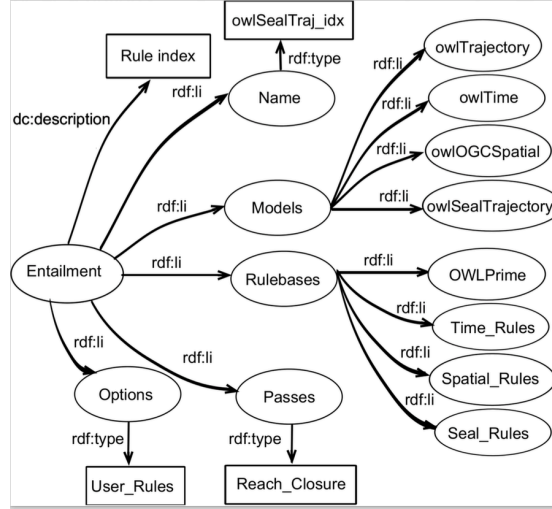 owlSealTraj_idx
Rule index
rdf:type
owlTrajectory
rdf:li
rdf:li
Name
owlTime
dc:description
rdf:li
owlOGCSpatial
rdf:li
rdf:li
Models
rdf:li
owlSealTrajectory
Entailment
rdf:li
Rulebases
rdf:li
OWLPrime
rdf:li
Time_Rules
rdf:li
rdf:li
rdf:li
Spatial_Rules
Options
Passes
rdf:li
Seal_Rules
rdf:type
rdf:type
User_Rules
Reach_Closure